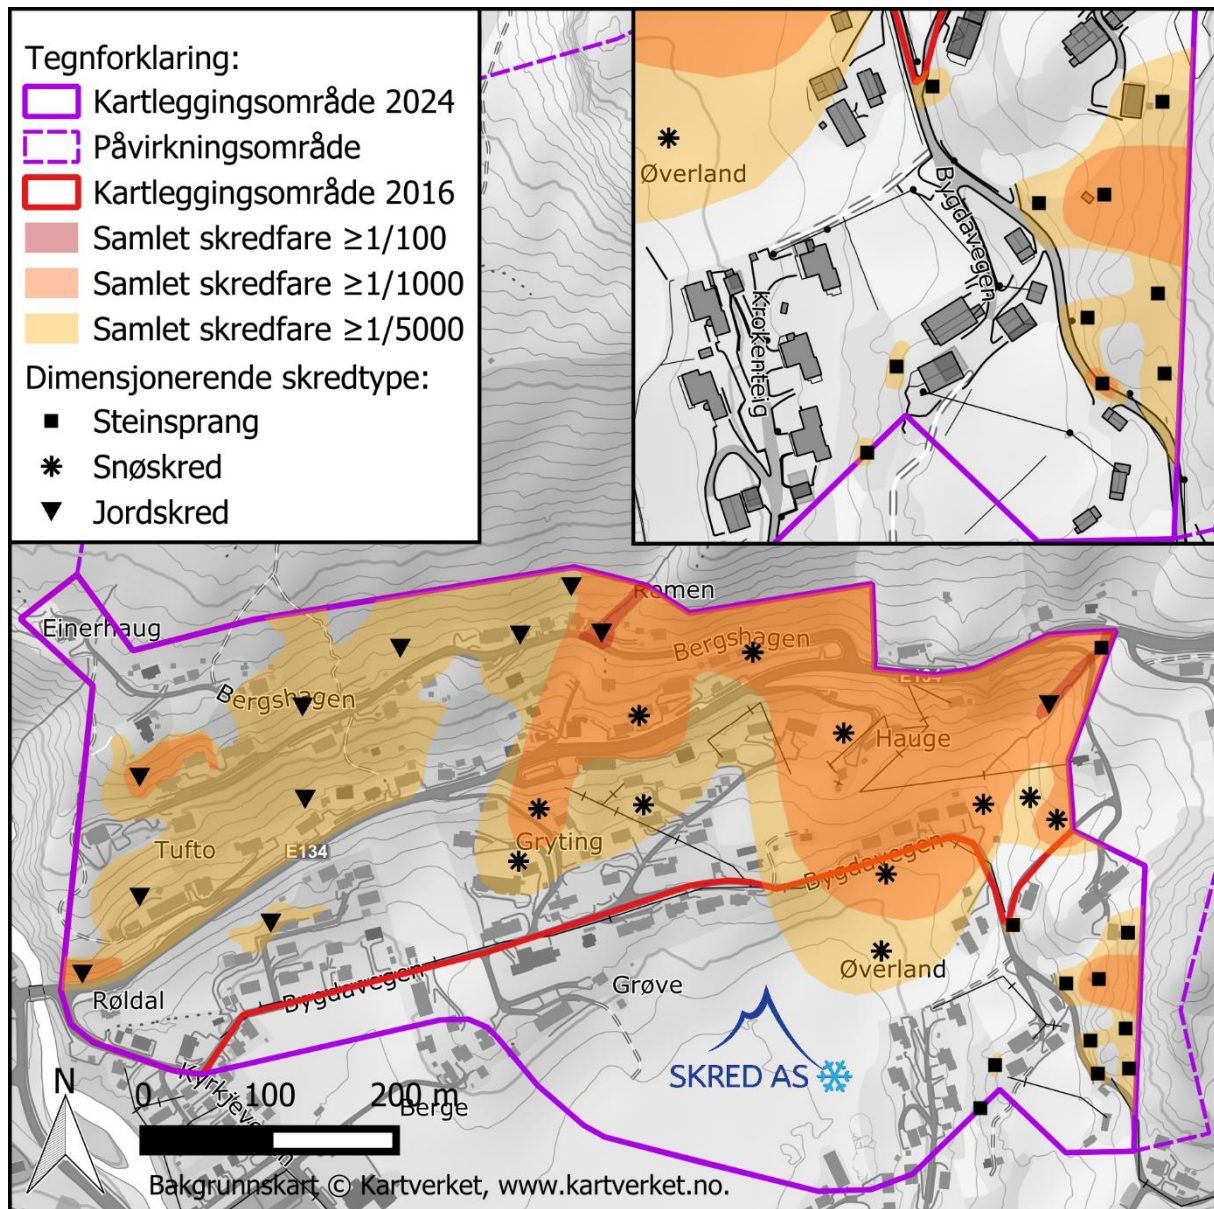 Tegnforklaring:
Kartleggingsområde 2024
Påvirkningsområde
Kartleggingsområde 2016
Samlet skredfare ≥1/100
Samlet skredfare ≥1/1000
Samlet skredfare ≥1/5000
Dimensjonerende skredtype:
Steinsprang
Snøskred
Jordskred
Øverland
Bygdavegen
Krokenteig
Einerhaug
Rømen
Bergshagen
Bergshagen
E134
Hauge
Tufto
E134
Gryting
Bygdavegen
Øverland
Røldal
Bygdavegen
Grøve
SKRED AS
N
0 100 200 m
Berge
Bakgrunnskart © Kartverket, www.kartverket.no.